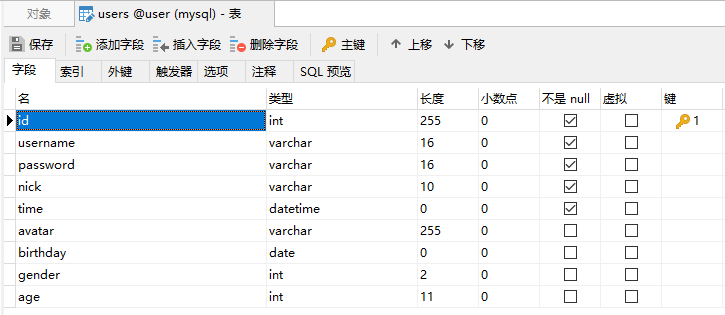 对象 users @user (mysql) - 表
保存 添加字段 插入字段 删除字段 主键 上移 下移
字段 索引 外键 触发器 选项 注释 SQL 预览
名 类型 长度 小数点 不是 null 虚拟 键
id int 255 0 1
username varchar 16 0
password varchar 16 0
nick varchar 10 0
time datetime 0 0
avatar varchar 255 0
birthday date 0 0
gender int 2 0
age int 11 0